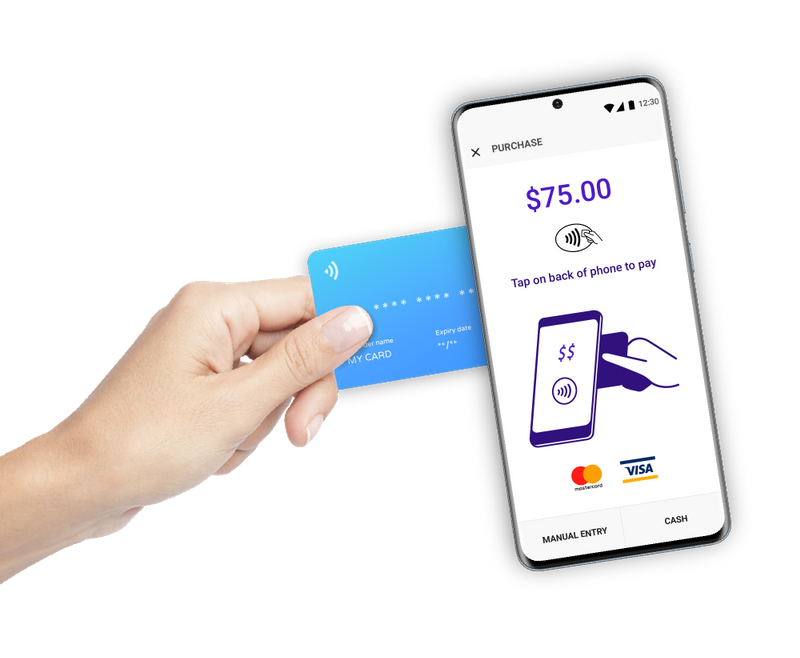 12:30
PURCHASE
$75.00
Tap on back of phone to pay
**** **** **
name
Expiry date
MY CARD
**/**
$$
mastercard
VISA
MANUAL ENTRY
CASH